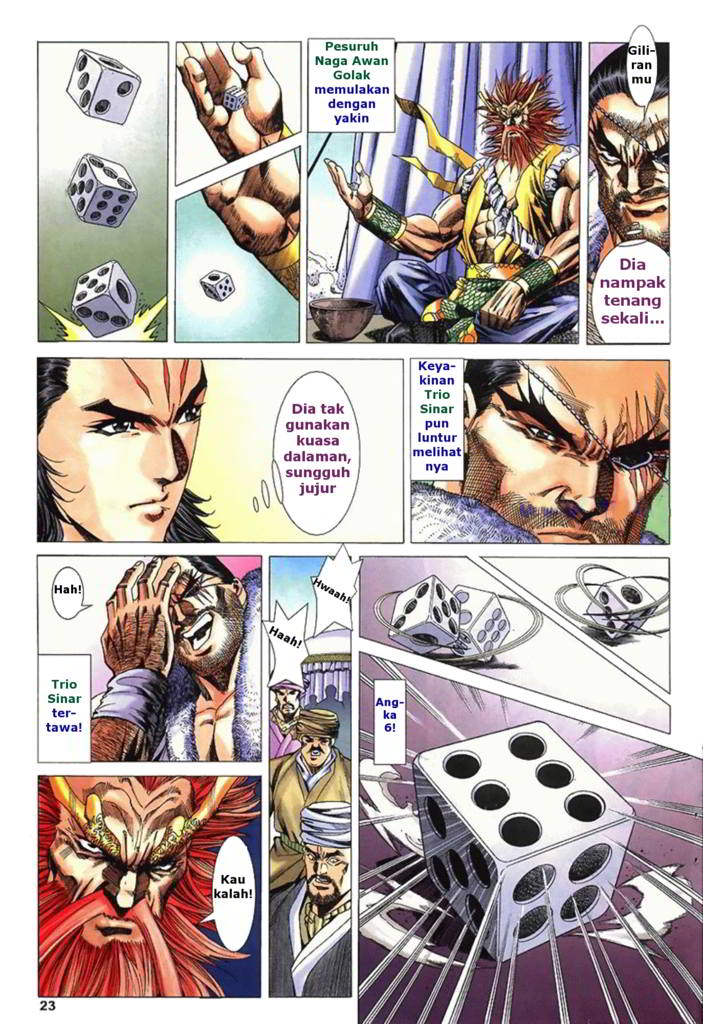 Pesuruh
Naga Awan
Golak
memulakan
dengan
yakin
Gili-
ran
mu
Dia
nampak
tenang
sekali...
Dia tak
gunakan
kuasa
dalaman,
sungguh
jujur
Keya-
kinan
Trio
Sinar
pun
luntur
melihat
nya
Hah!
Trio
Sinar
ter-
tawa!
Hwaah!
Haah!
Ang-
ka
6!
Kau
kalah!
23